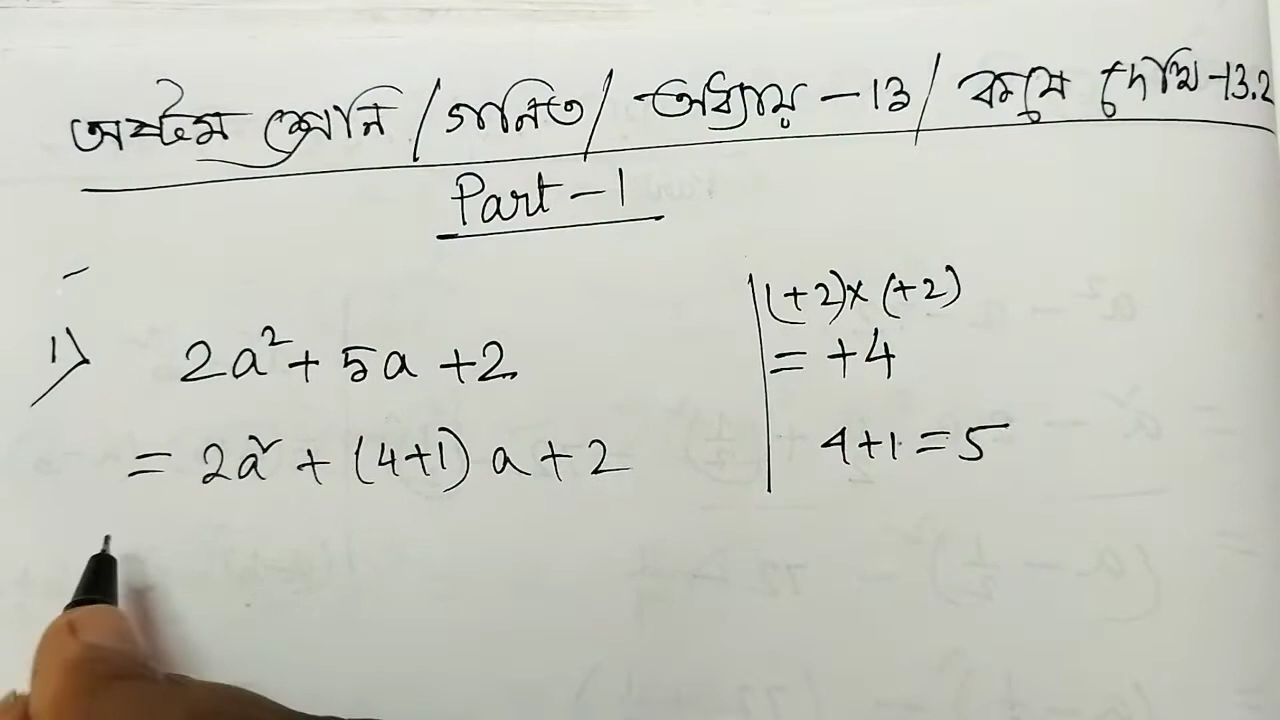 অষ্টম শ্রেনি / গনিত / অধ্যায় - 13 / কষে দেখি - 13.2
Part - 1
1) 2a² + 5a + 2
= 2a² + (4+1) a + 2
(+2) × (+2)
= +4
4+1 = 5